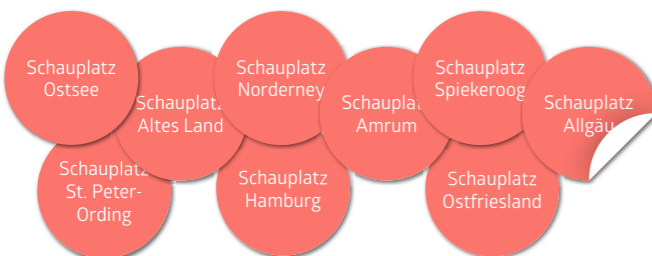 Schauplatz
Ostsee
Schauplatz
Altes Land
Schauplatz
Norderney
Schauplatz
Amrum
Schauplatz
Spiekeroog
Schauplatz
Allgäu
Schauplatz
St. Peter-
Ording
Schauplatz
Hamburg
Schauplatz
Ostfriesland